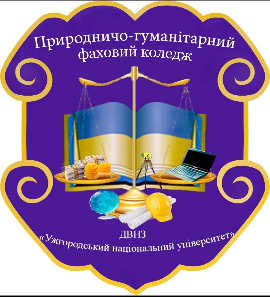 Природничо-гуманітарний
фаховий коледж
ДВНЗ
«Ужгородський національний університет»